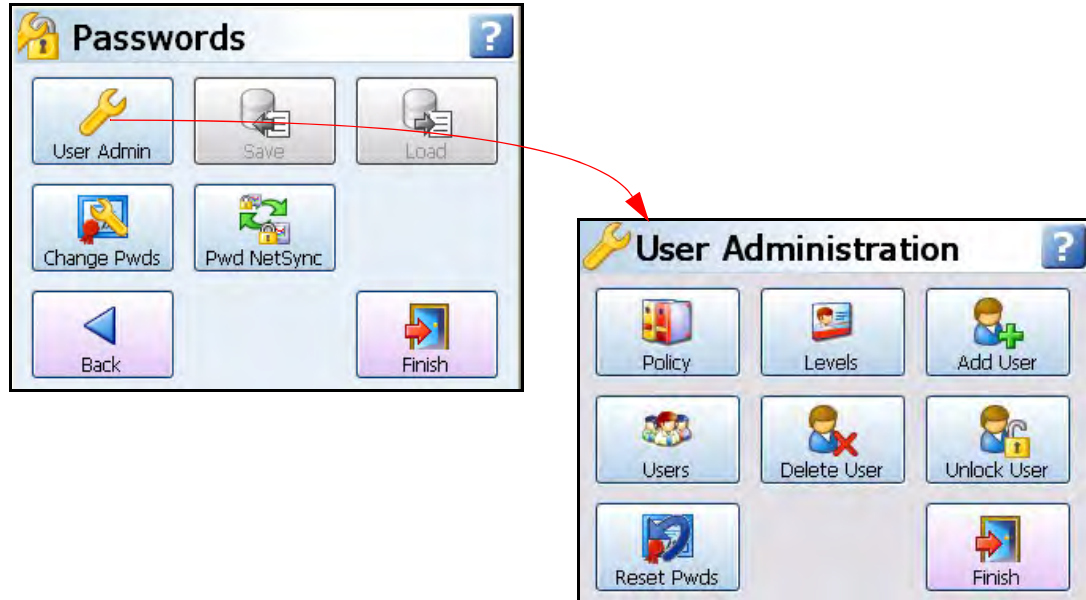 Passwords ?
User Admin Save Load
Change Pwds Pwd NetSync
Back Finish
User Administration ?
Policy Levels Add User
Users Delete User Unlock User
Reset Pwds Finish